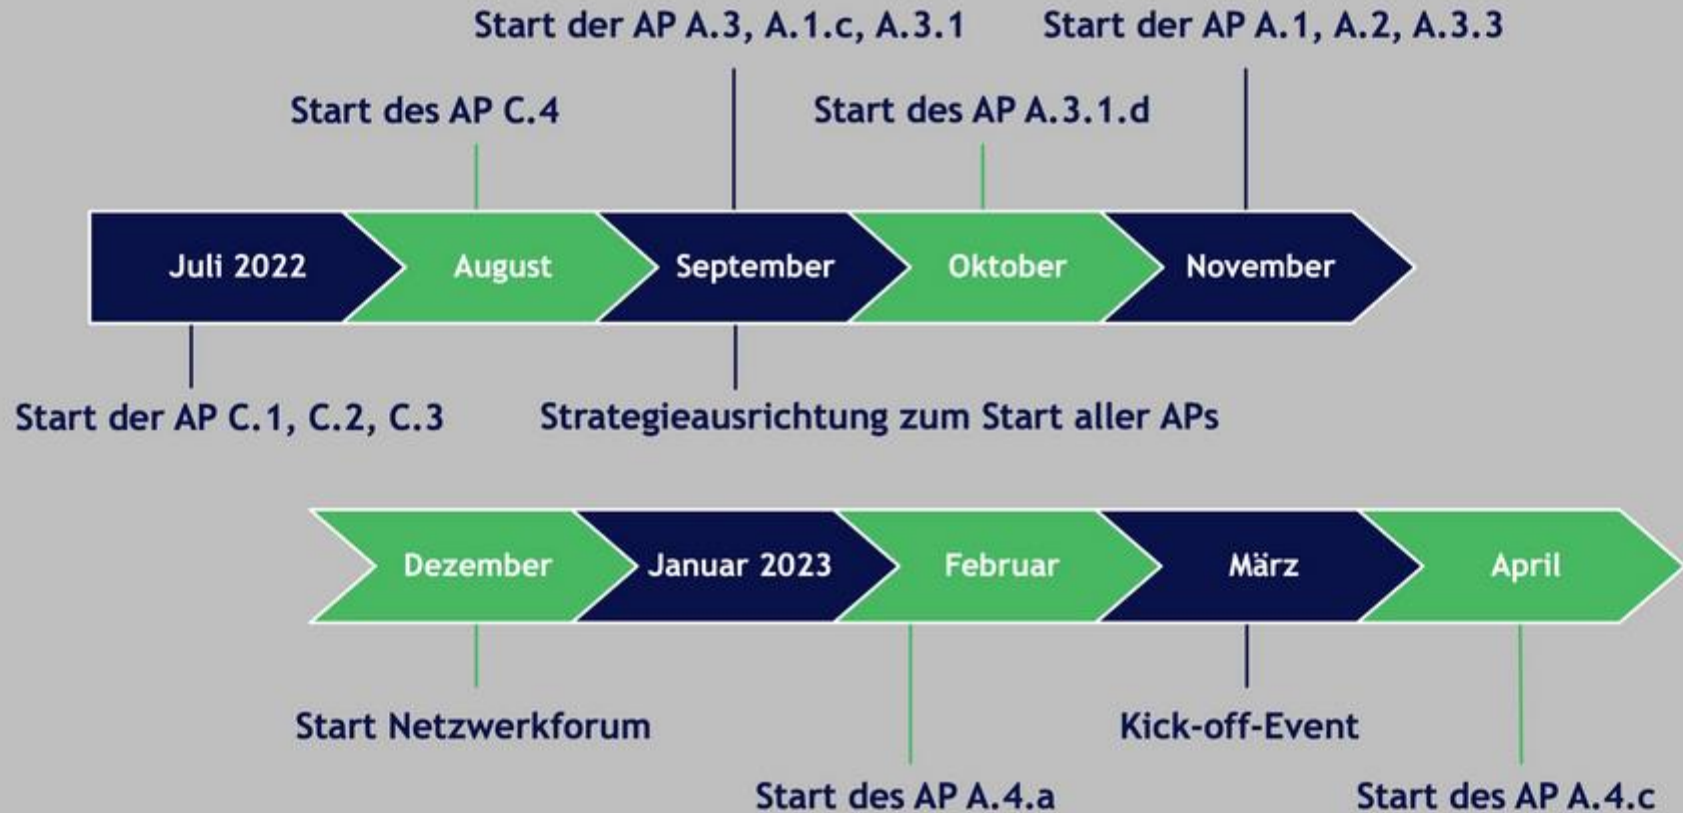 Start der AP A.3, A.1.c, A.3.1
Start der AP A.1, A.2, A.3.3
Start des AP C.4
Start des AP A.3.1.d
Juli 2022
August
September
Oktober
November
Start der AP C.1, C.2, C.3
Strategieausrichtung zum Start aller APs
Dezember
Januar 2023
Februar
März
April
Start Netzwerkforum
Kick-off-Event
Start des AP A.4.a
Start des AP A.4.c